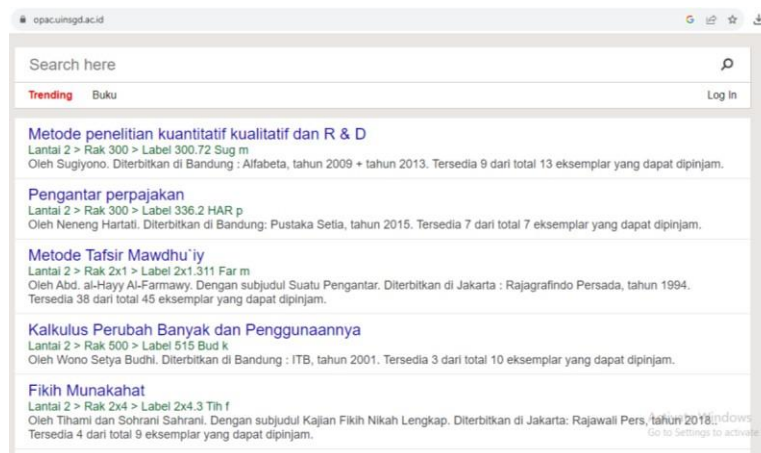 opac.uinsgd.ac.id
Search here
Trending Buku Log In
Metode penelitian kuantitatif kualitatif dan R & D
Lantai 2 > Rak 300 > Label 300.72 Sug m
Oleh Sugiyono. Diterbitkan di Bandung : Alfabeta, tahun 2009 + tahun 2013. Tersedia 9 dari total 13 eksemplar yang dapat dipinjam.
Pengantar perpajakan
Lantai 2 > Rak 300 > Label 336.2 HAR p
Oleh Neneng Hartati. Diterbitkan di Bandung: Pustaka Setia, tahun 2015. Tersedia 7 dari total 7 eksemplar yang dapat dipinjam.
Metode Tafsir Mawdhu`iy
Lantai 2 > Rak 2x1 > Label 2x1.311 Far m
Oleh Abd. al-Hayy Al-Farmawy. Dengan subjudul Suatu Pengantar. Diterbitkan di Jakarta : Rajagrafindo Persada, tahun 1994.
Tersedia 38 dari total 45 eksemplar yang dapat dipinjam.
Kalkulus Perubah Banyak dan Penggunaannya
Lantai 2 > Rak 500 > Label 515 Bud k
Oleh Wono Setya Budhi. Diterbitkan di Bandung : ITB, tahun 2001. Tersedia 3 dari total 10 eksemplar yang dapat dipinjam.
Fikih Munakahat
Lantai 2 > Rak 2x4 > Label 2x4.3 Tih f
Oleh Tihami dan Sohrani Sahrani. Dengan subjudul Kajian Fikih Nikah Lengkap. Diterbitkan di Jakarta: Rajawali Pers, tahun 2018.
Tersedia 4 dari total 9 eksemplar yang dapat dipinjam.
Activate Windows
Go to Settings to activate